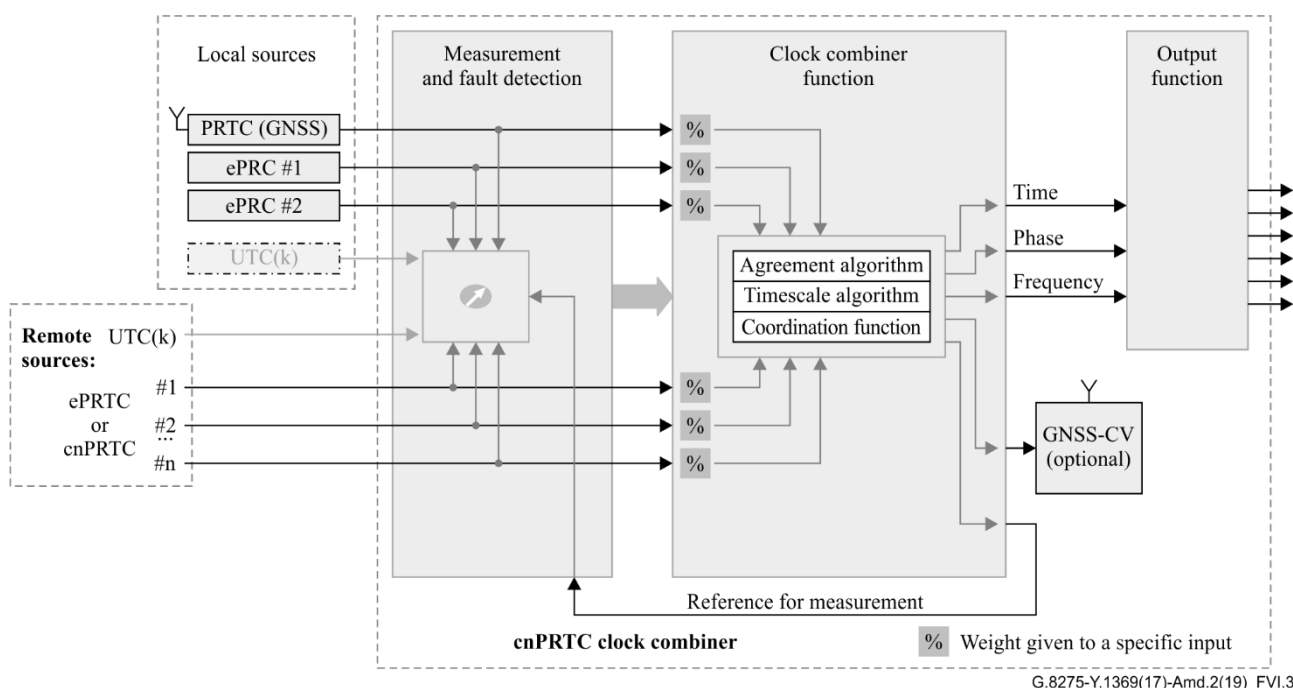 Local sources
Measurement
and fault detection
Clock combiner
function
Output
function
PRTC (GNSS)
ePRC #1
ePRC #2
UTC(k)
%
%
%
Agreement algorithm
Timescale algorithm
Coordination function
Time
Phase
Frequency
Remote
sources:
UTC(k)
ePRTC
or
cnPRTC
#1
#2
...
#n
%
%
%
GNSS-CV
(optional)
Reference for measurement
cnPRTC clock combiner
% Weight given to a specific input
G.8275-Y.1369(17)-Amd.2(19)_FVI.3